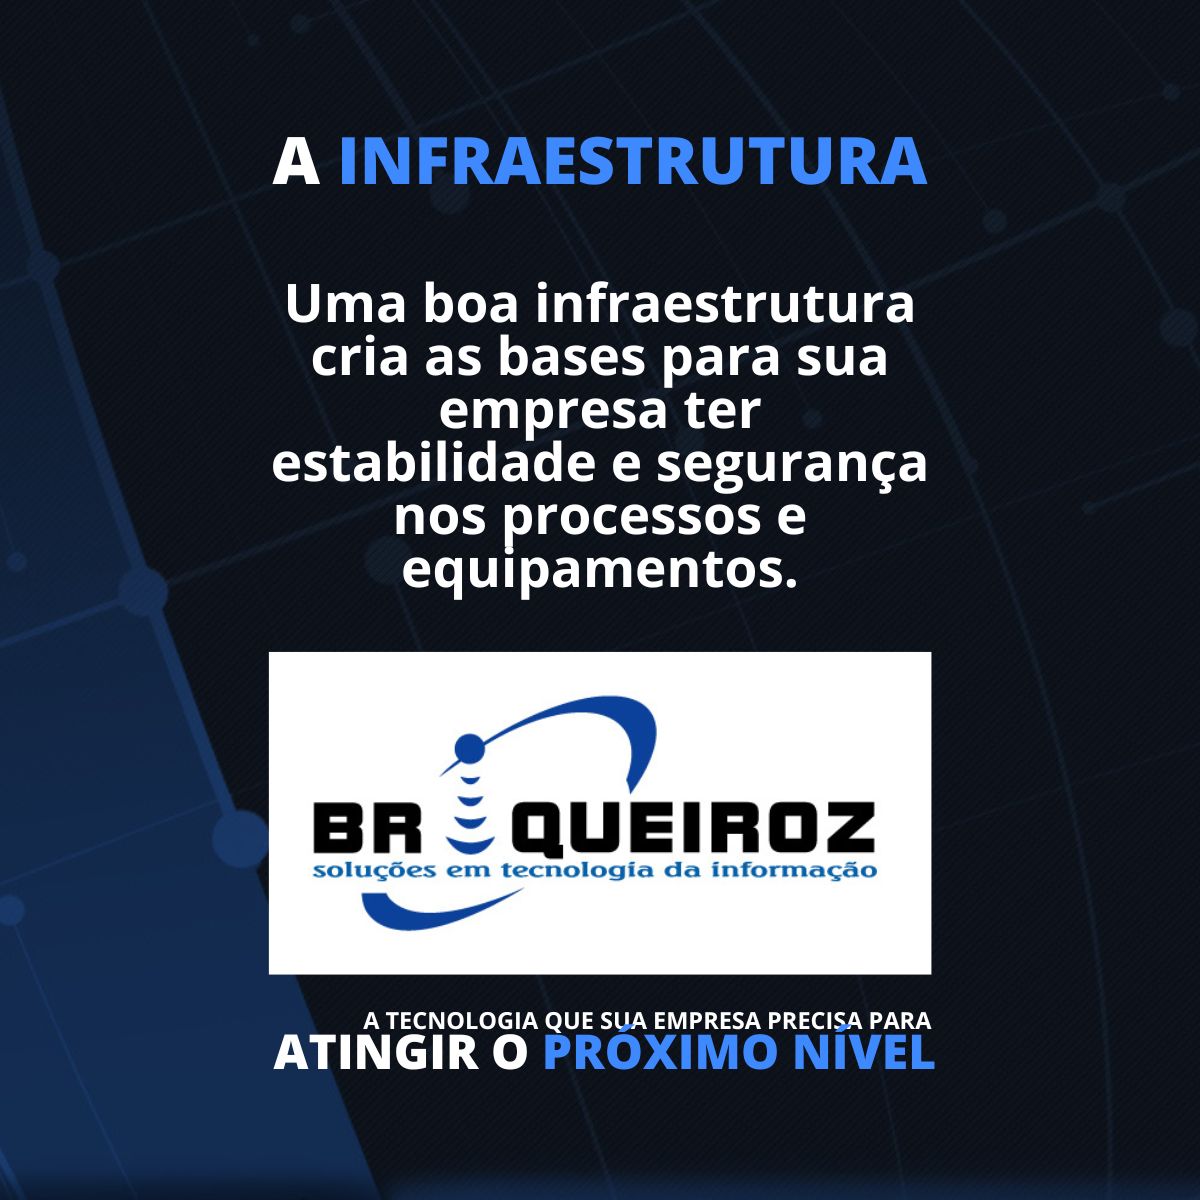 A INFRAESTRUTURA
Uma boa infraestrutura
cria as bases para sua
empresa ter
estabilidade e segurança
nos processos e
equipamentos.
BR QUEIROZ
soluções em tecnologia da informação
A TECNOLOGIA QUE SUA EMPRESA PRECISA PARA
ATINGIR O PRÓXIMO NÍVEL